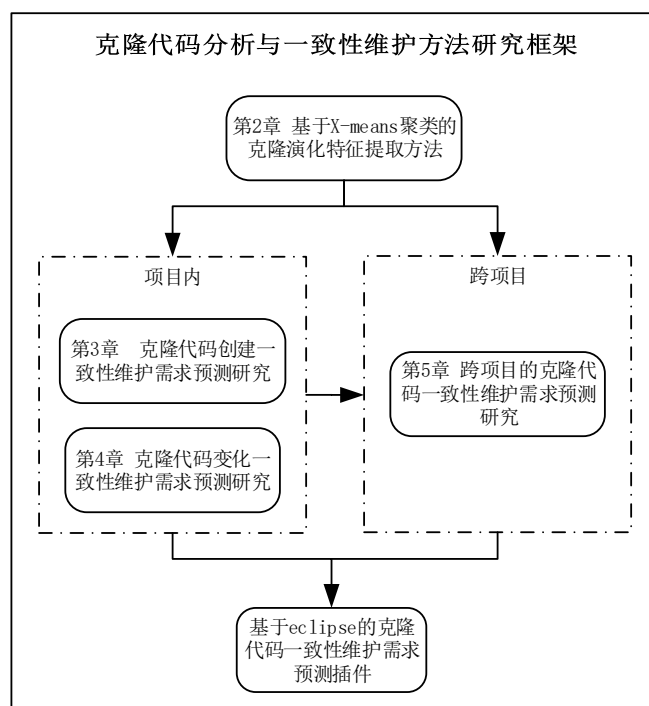 克隆代码分析与一致性维护方法研究框架
第2章 基于X-means聚类的
克隆演化特征提取方法
项目内
第3章 克隆代码创建一
致性维护需求预测研究
第4章 克隆代码变化一
致性维护需求预测研究
跨项目
第5章 跨项目的克隆代
码一致性维护需求预测
研究
基于eclipse的克隆
代码一致性维护需求
预测插件